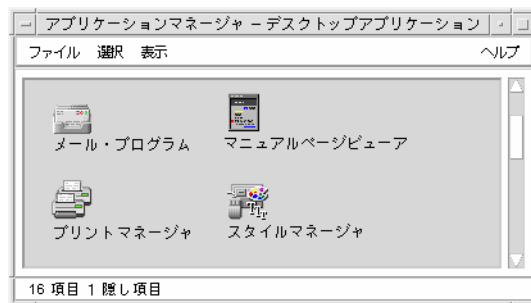 アプリケーションマネージャ – デスクトップアプリケーション
ファイル 選択 表示 ヘルプ
メール・プログラム マニュアルページビューア
プリントマネージャ スタイルマネージャ
16 項目 1 隠し項目